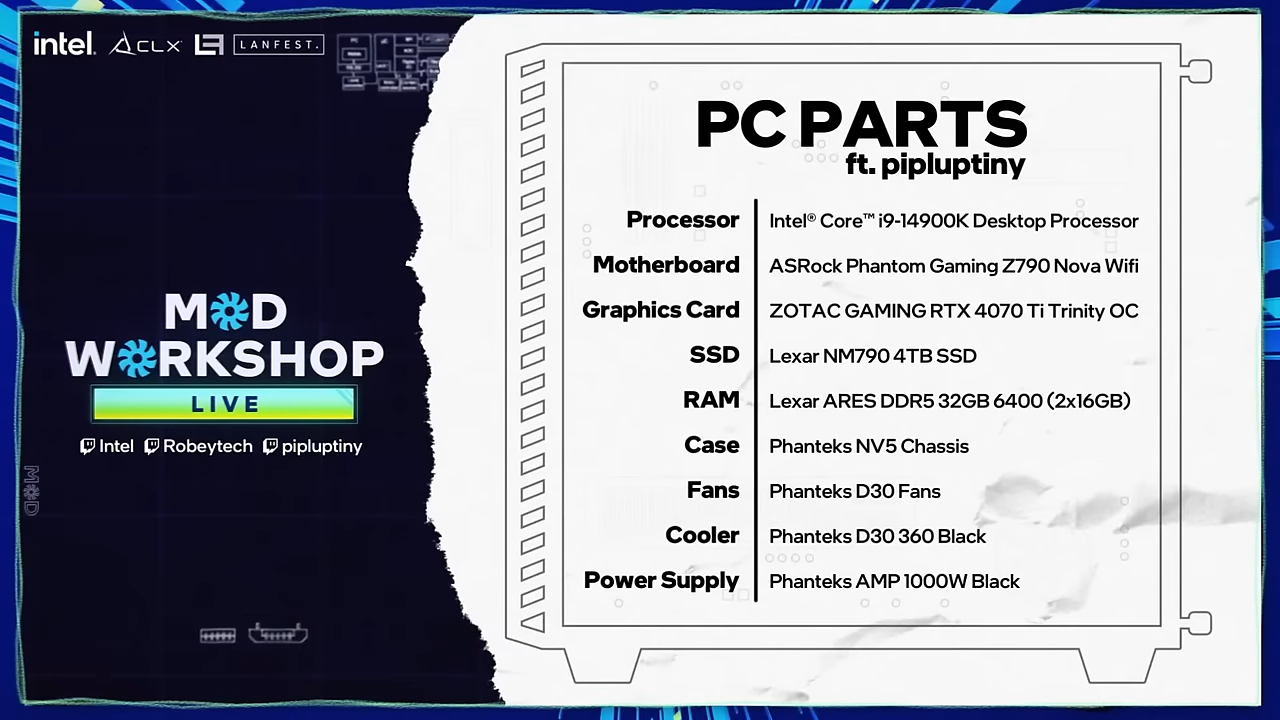 intel. CLX LANFEST.
MOD
WORKSHOP
LIVE
Intel Robeytech pipluptiny
MOD
PC PARTS
ft. pipluptiny
Processor Intel® Core™ i9-14900K Desktop Processor
Motherboard ASRock Phantom Gaming Z790 Nova Wifi
Graphics Card ZOTAC GAMING RTX 4070 Ti Trinity OC
SSD Lexar NM790 4TB SSD
RAM Lexar ARES DDR5 32GB 6400 (2x16GB)
Case Phanteks NV5 Chassis
Fans Phanteks D30 Fans
Cooler Phanteks D30 360 Black
Power Supply Phanteks AMP 1000W Black